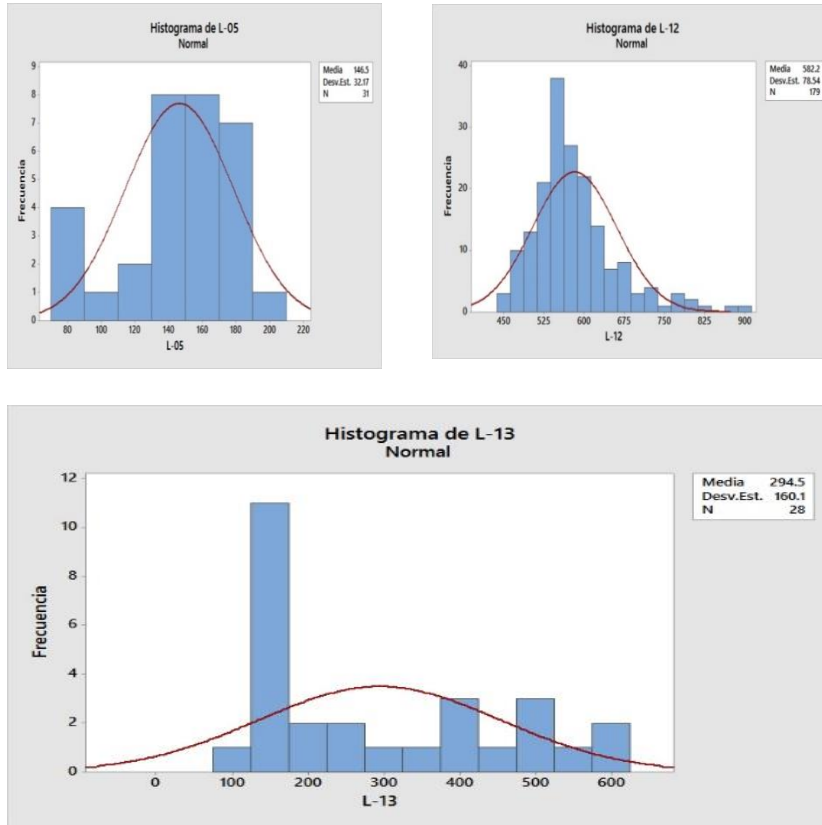 Histograma de L-05
Normal
Media 146.5
Desv.Est. 32.17
N 31
Frecuencia
9
8
7
6
5
4
3
2
1
0
80 100 120 140 160 180 200 220
L-05
Histograma de L-12
Normal
Media 582.2
Desv.Est. 78.54
N 179
Frecuencia
40
30
20
10
0
450 525 600 675 750 825 900
L-12
Histograma de L-13
Normal
Media 294.5
Desv.Est. 160.1
N 28
Frecuencia
12
10
8
6
4
2
0
0 100 200 300 400 500 600
L-13